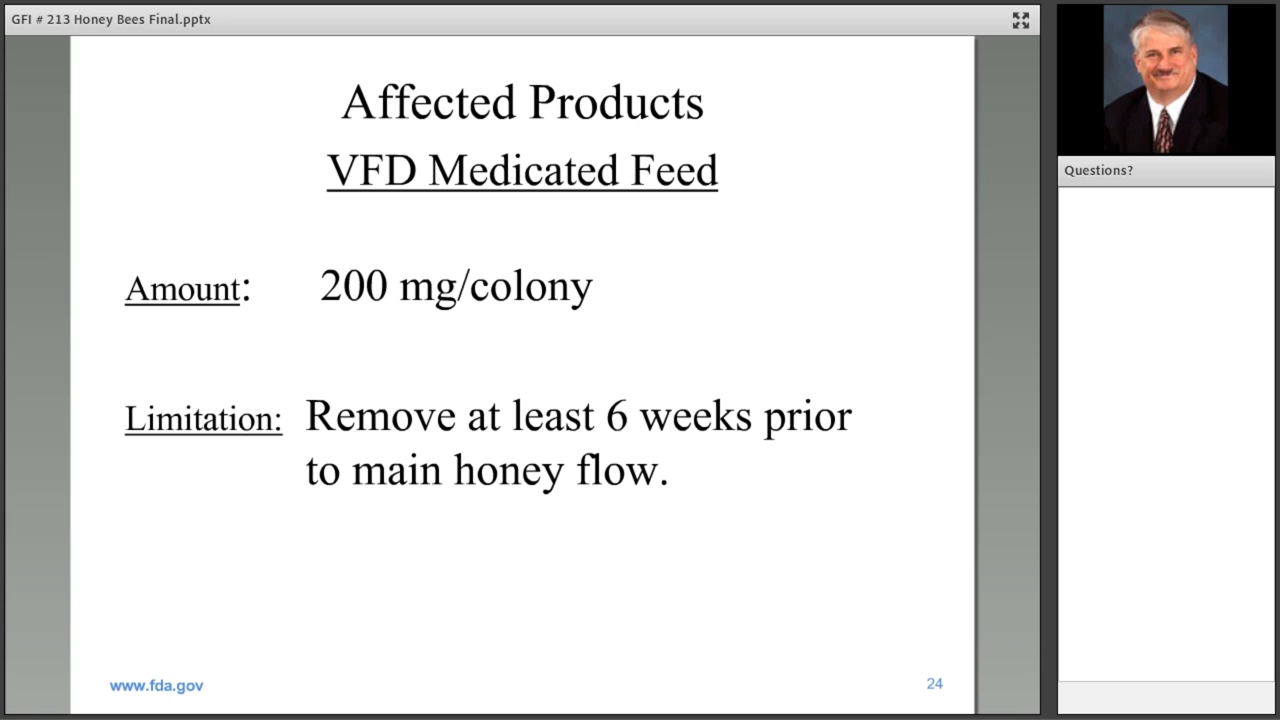 GFI # 213 Honey Bees Final.pptx
Affected Products
VFD Medicated Feed
Amount: 200 mg/colony
Limitation: Remove at least 6 weeks prior
to main honey flow.
www.fda.gov
24
Questions?